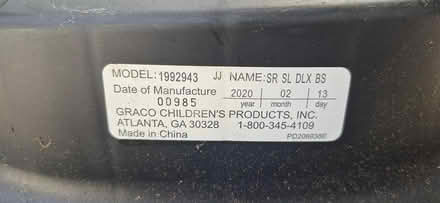 MODEL: 1992943 JJ NAME: SR SL DLX BS
Date of Manufacture 2020 02 13
00985 year month day
GRACO CHILDREN'S PRODUCTS, INC.
ATLANTA, GA 30328 1-800-345-4109
Made in China